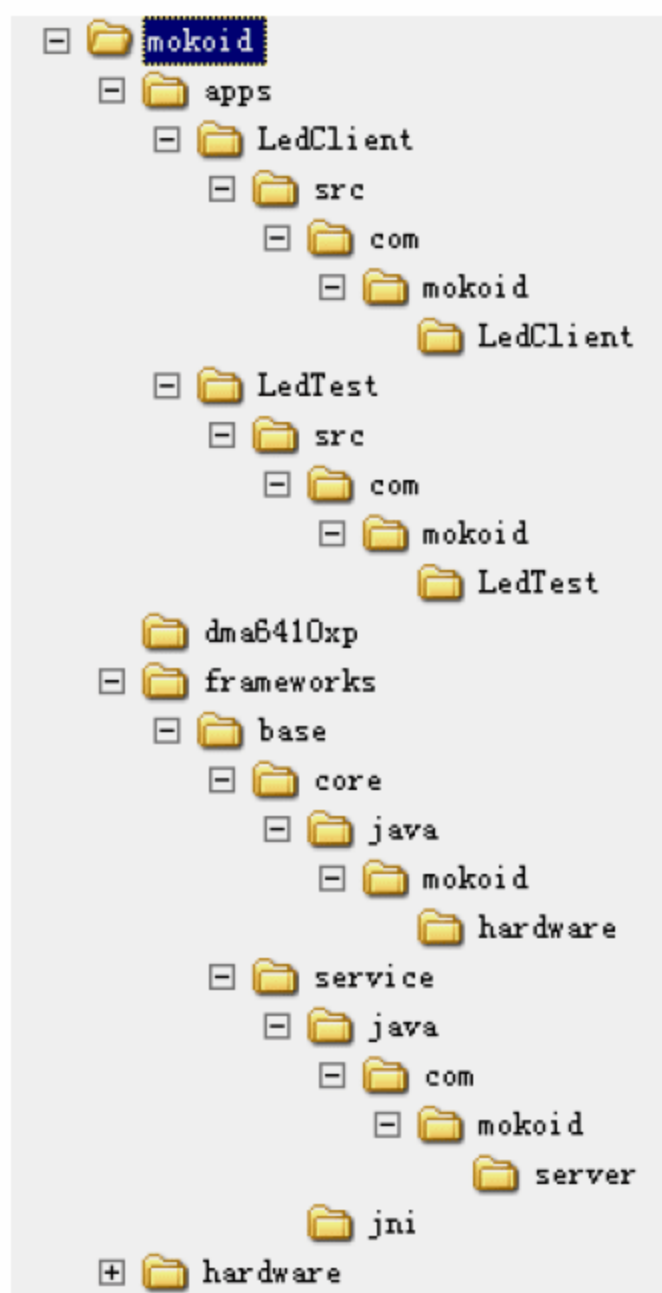 mokoid
apps
LedClient
src
com
mokoid
LedClient
LedTest
src
com
mokoid
LedTest
dma6410xp
frameworks
base
core
java
mokoid
hardware
service
java
com
mokoid
server
jni
hardware